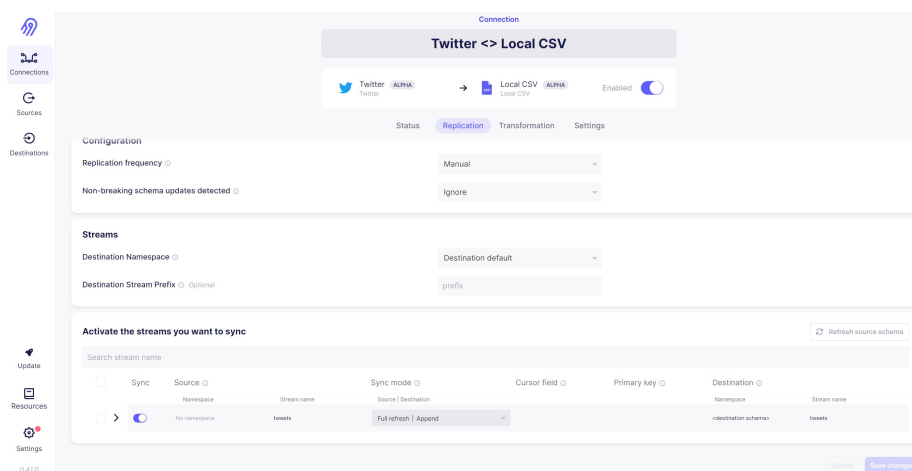 Connection
Twitter <> Local CSV
Connections
Twitter ALPHA
Twitter
Local CSV ALPHA
Local CSV
Enabled
Sources
Status Replication Transformation Settings
Destinations
Configuration
Replication frequency Manual
Non-breaking schema updates detected Ignore
Streams
Destination Namespace Destination default
Destination Stream Prefix Optional prefix
Activate the streams you want to sync Refresh source schema
Search stream name
Update
Sync Source Sync mode Cursor field Primary key Destination
Namespace Stream name Source | Destination Namespace Stream name
Resources
No namespace tweets Full refresh | Append <destination schema> tweets
Settings
Cancel Save changes
0.41.0